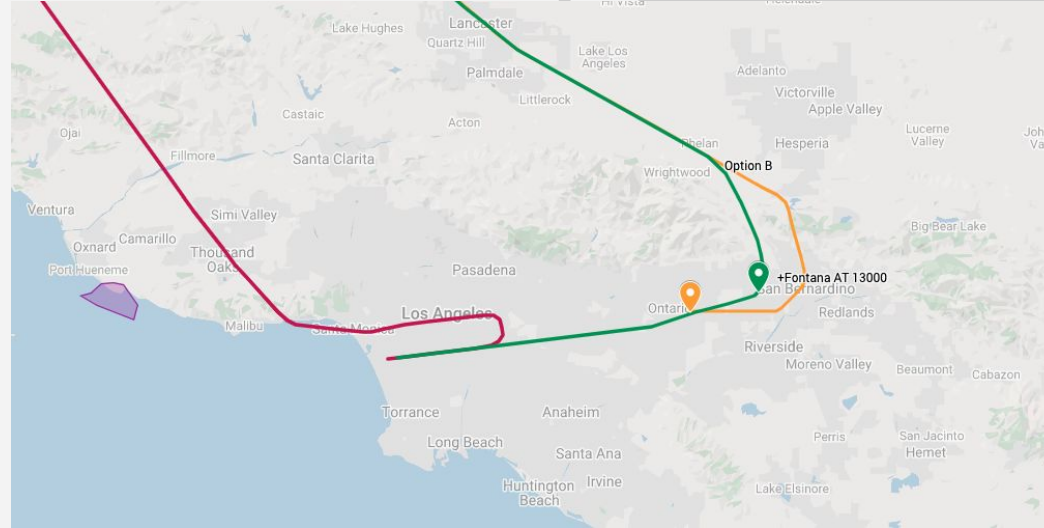 Hi Vista
Helendale
Lancaster
Lake Hughes
Quartz Hill
Lake Los
Angeles
Palmdale
Adelanto
Victorville
Littlerock
Apple Valley
Castaic
Acton
Lucerne
Valley
Ojai
Phelan
Hesperia
Fillmore
Santa Clarita
Option B
Wrightwood
Ventura
Simi Valley
Big Bear Lake
Camarillo
Oxnard
Thousand
Oaks
Port Hueneme
Pasadena
+Fontana AT 13000
San Bernardino
Los Angeles
Ontario
Redlands
Malibu
Santa Monica
Riverside
Moreno Valley
Beaumont
Cabazon
Torrance
Anaheim
Long Beach
Perris
San Jacinto
Hemet
Santa Ana
Irvine
Huntington
Beach
Lake Elsinore